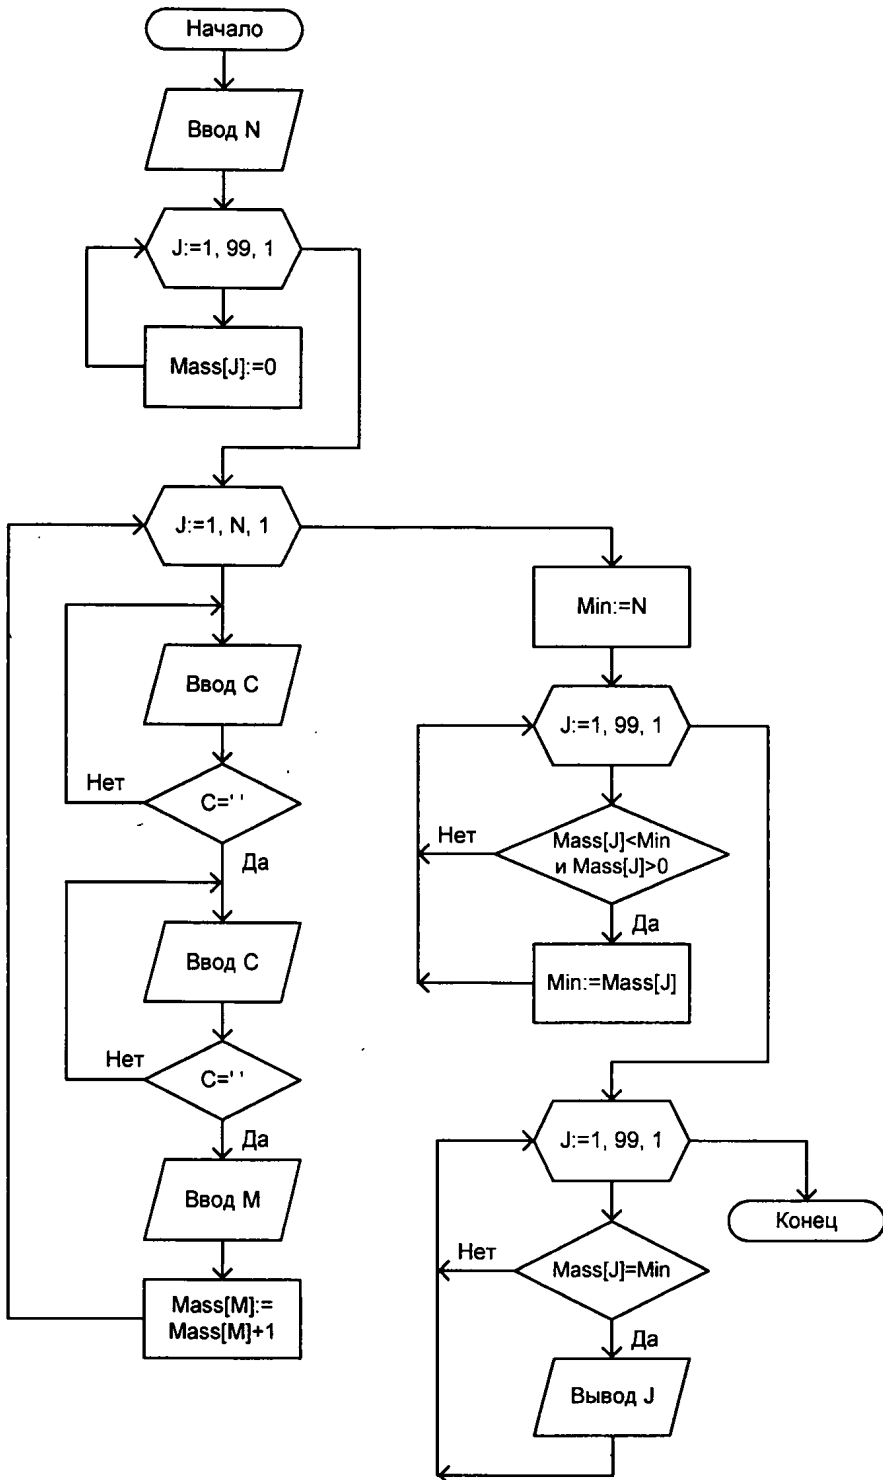 Начало
Ввод N
J:=1, 99, 1
Mass[J]:=0
J:=1, N, 1
Ввод C
Нет
C=' '
Да
Ввод C
Нет
C=' '
Да
Ввод M
Mass[M]:=
Mass[M]+1
Min:=N
J:=1, 99, 1
Нет
Mass[J]<Min
и Mass[J]>0
Да
Min:=Mass[J]
J:=1, 99, 1
Конец
Нет
Mass[J]=Min
Да
Вывод J